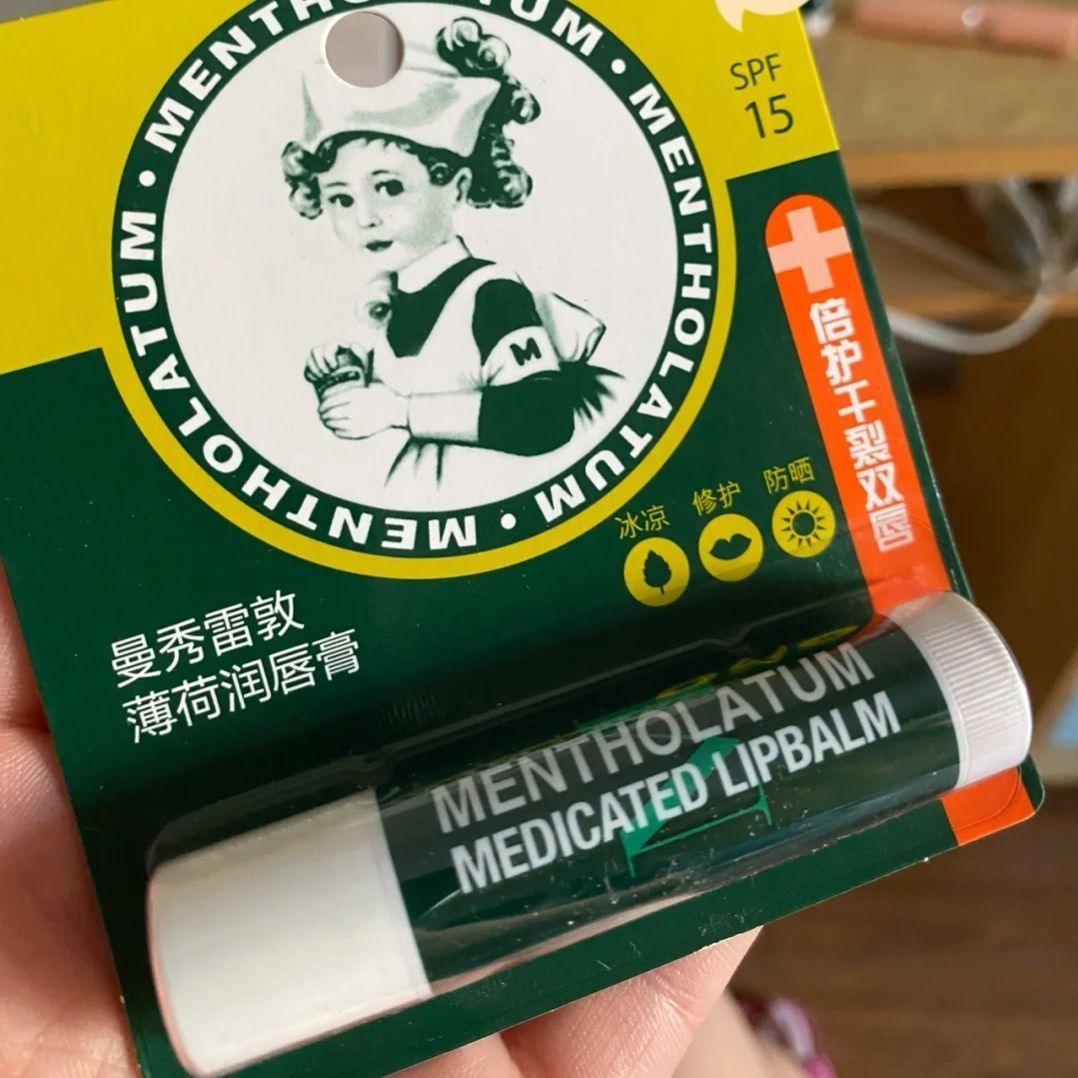 MENTHOLATUM • MENTHOLATUM • MENTHOLATUM •
SPF
15
倍护干裂双唇
冰凉
修护
防晒
M
曼秀雷敦
薄荷润唇膏
MENTHOLATUM
MEDICATED LIPBALM